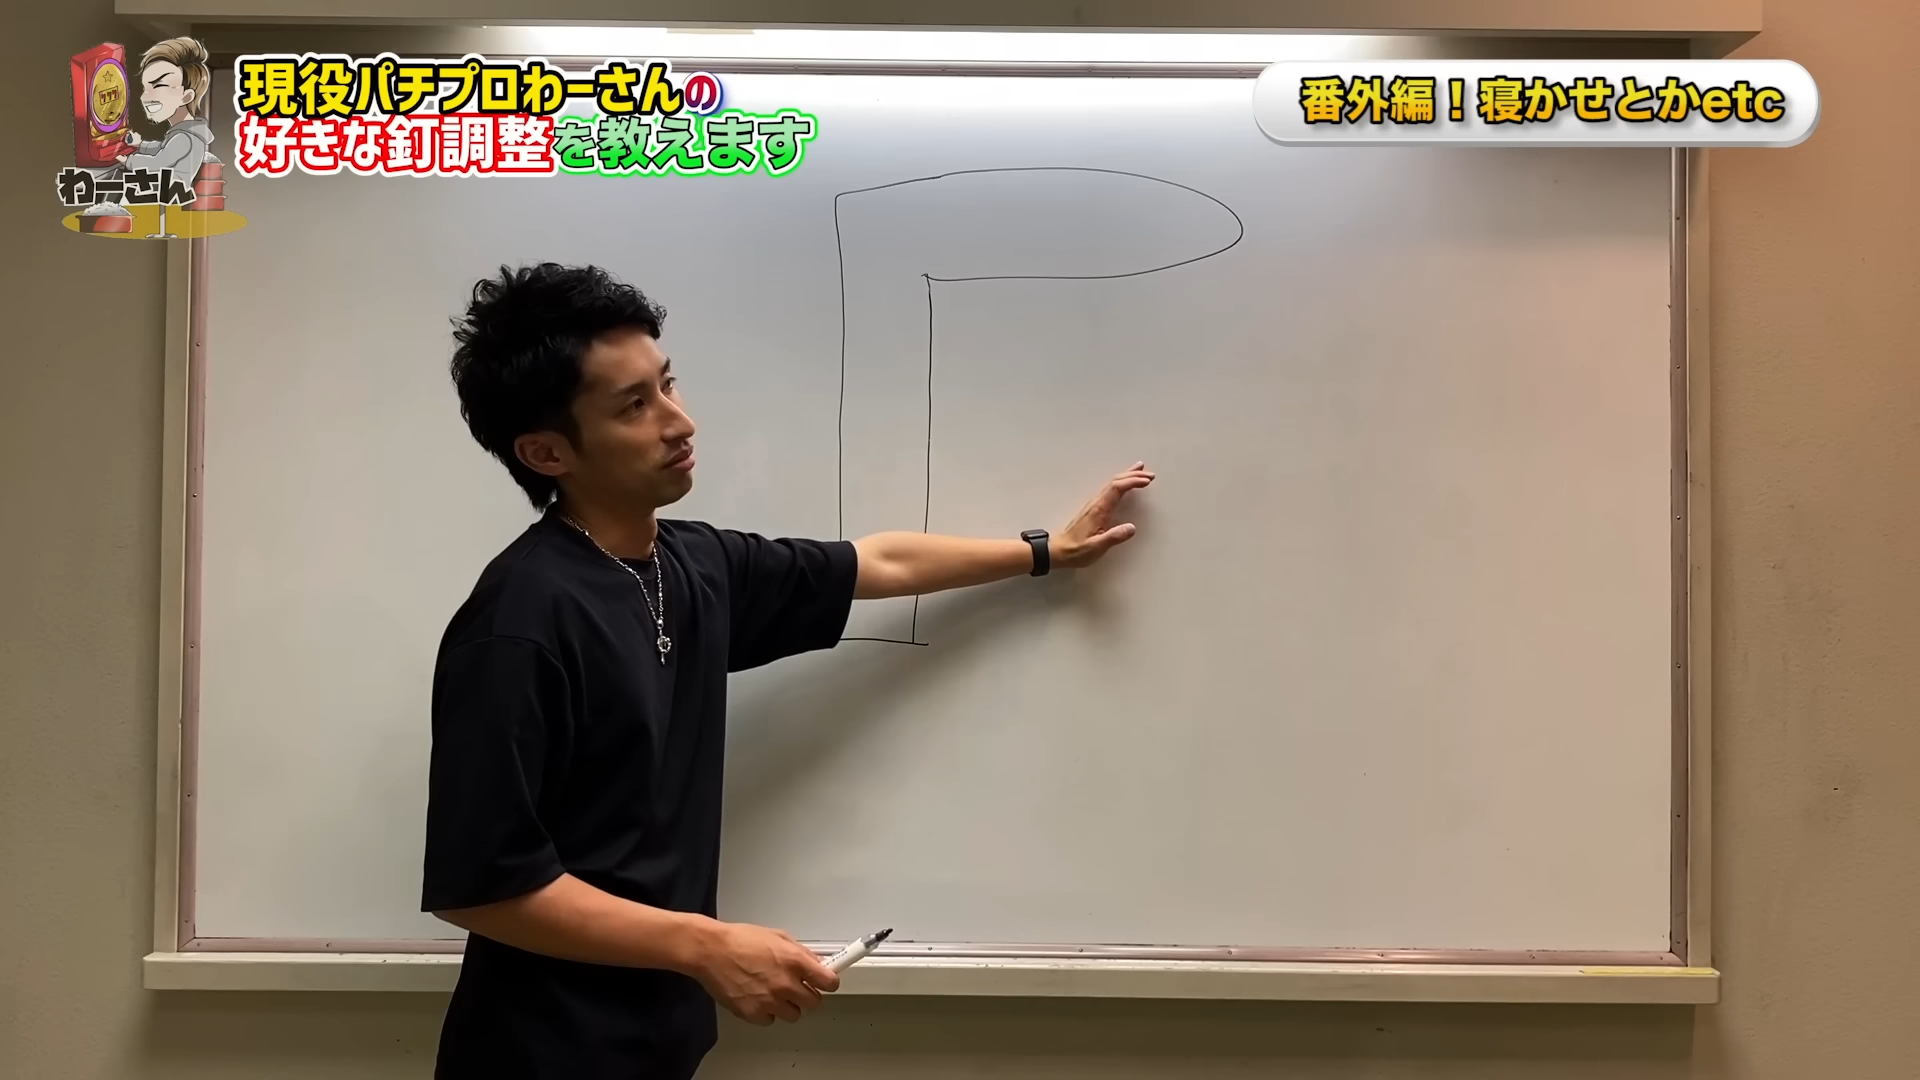 現役パチプロわーさんの
好きな釘調整を教えます
わーさん
番外編！寝かせとかetc